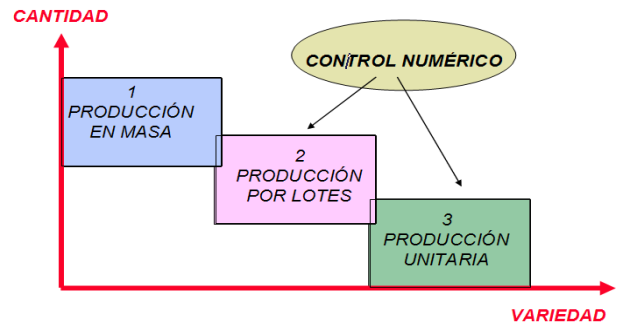 CANTIDAD
CONTROL NUMÉRICO
1
PRODUCCIÓN
EN MASA
2
PRODUCCIÓN
POR LOTES
3
PRODUCCIÓN
UNITARIA
VARIEDAD